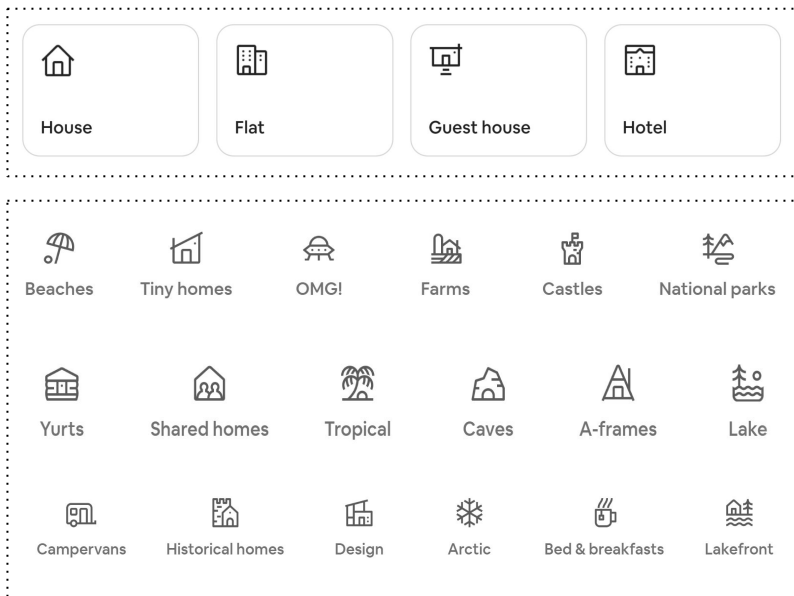 House
Flat
Guest house
Hotel
Beaches
Tiny homes
OMG!
Farms
Castles
National parks
Yurts
Shared homes
Tropical
Caves
A-frames
Lake
Campervans
Historical homes
Design
Arctic
Bed & breakfasts
Lakefront